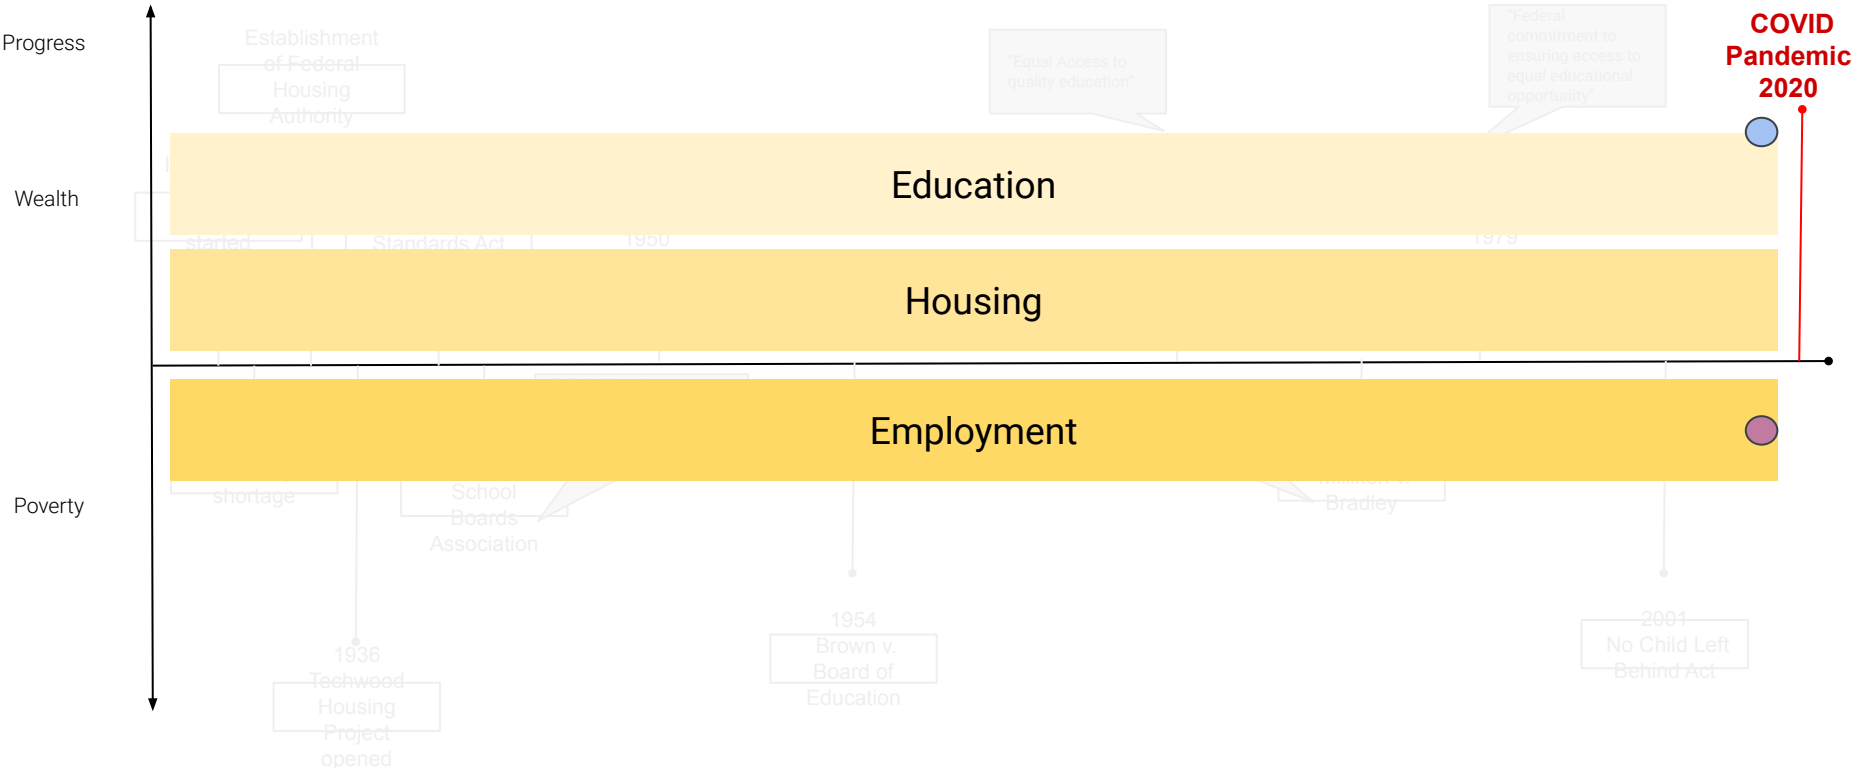 Progress
Wealth
Poverty
Establishment
of Federal
Housing
Authority
started
Standards Act
1950
"Equal Access to
quality education"
"Federal
commitment to
ensuring access to
equal educational
opportunity"
1979
COVID
Pandemic
2020
Education
Housing
Employment
shortage
School
Boards
Association
Milliken v.
Bradley
1936
Techwood
Housing
Project
opened
1954
Brown v.
Board of
Education
2001
No Child Left
Behind Act